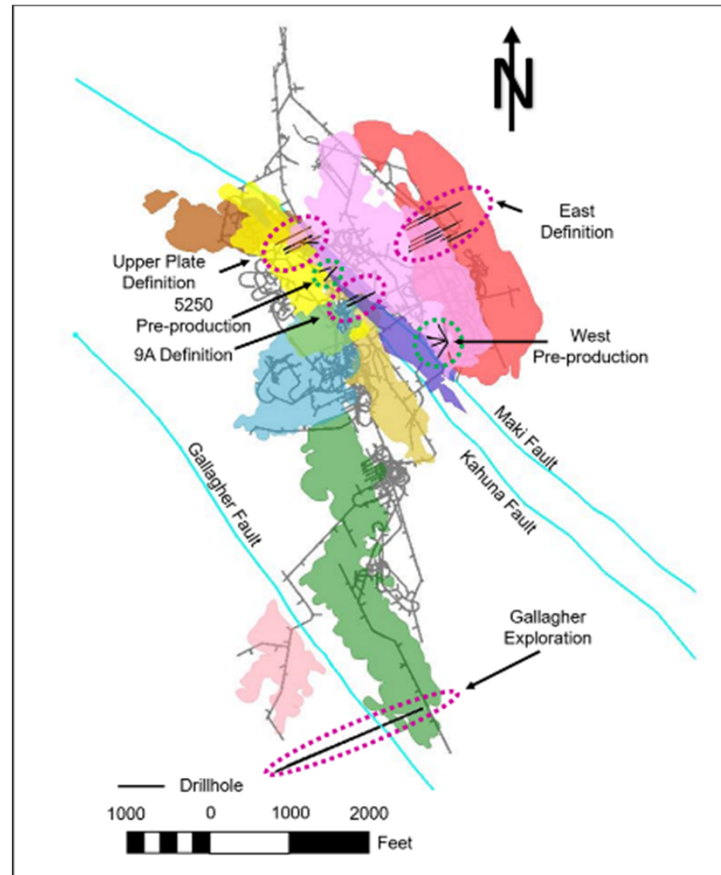 N
East
Definition
Upper Plate
Definition
5250
Pre-production
9A Definition
West
Pre-production
Maki Fault
Kahuna Fault
Gallagher Fault
Gallagher
Exploration
Drillhole
1000 0 1000 2000
Feet